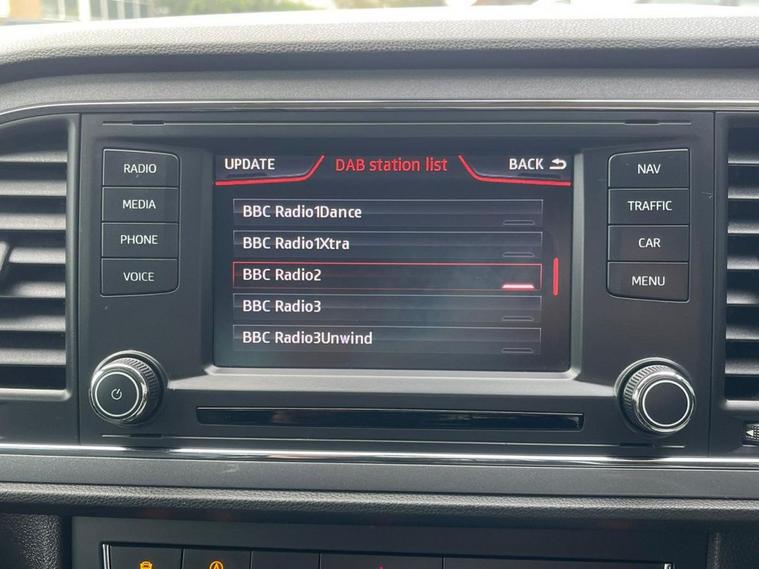 UPDATE DAB station list BACK
RADIO
MEDIA
PHONE
VOICE
BBC Radio1Dance
BBC Radio1Xtra
BBC Radio2
BBC Radio3
BBC Radio3Unwind
NAV
TRAFFIC
CAR
MENU